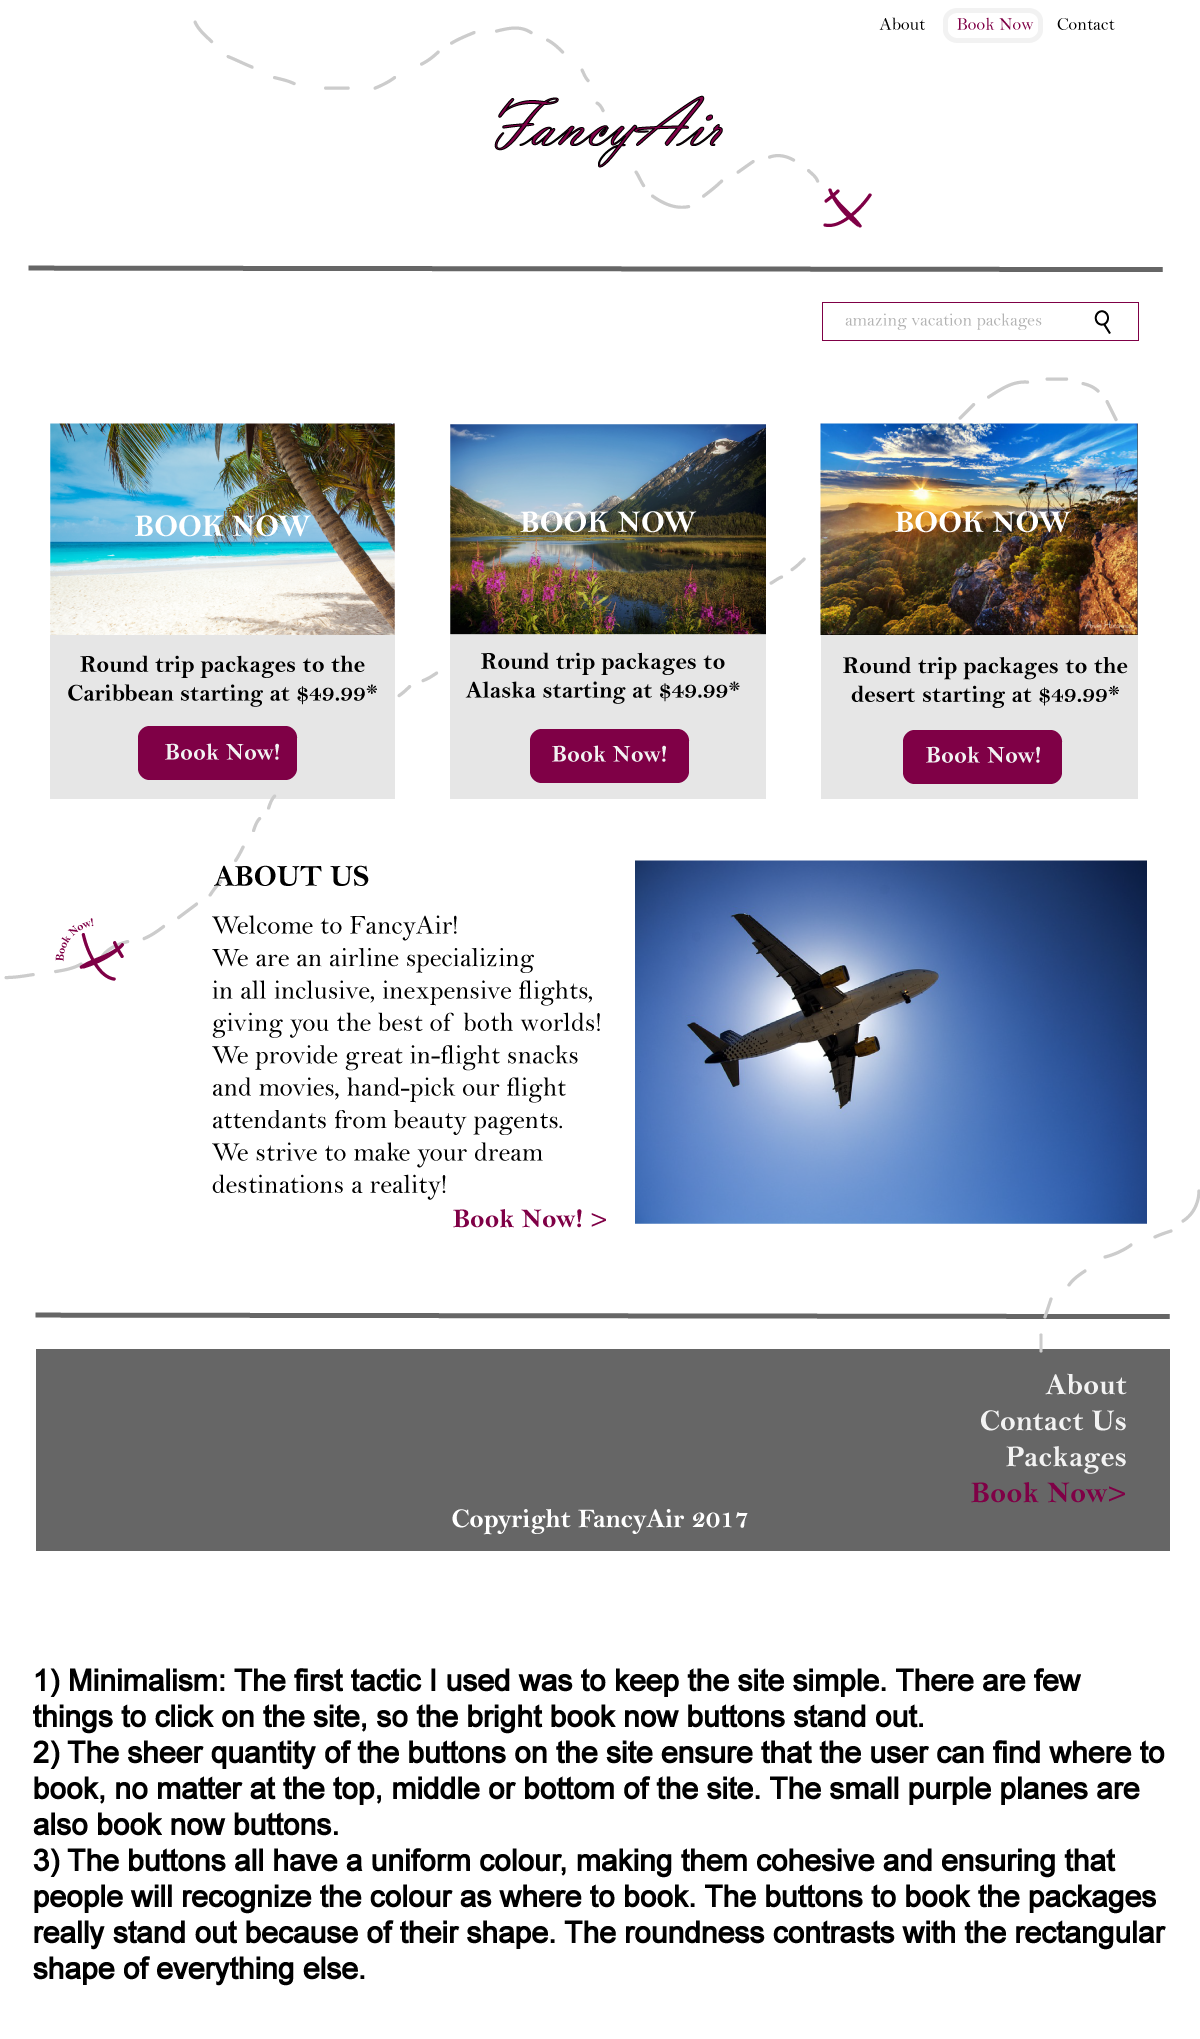 About Book Now Contact
FancyAir
amazing vacation packages
BOOK NOW BOOK NOW BOOK NOW
Round trip packages to the
Caribbean starting at $49.99*
Book Now!
Round trip packages to
Alaska starting at $49.99*
Book Now!
Round trip packages to the
desert starting at $49.99*
Book Now!
Book Now!
ABOUT US
Welcome to FancyAir!
We are an airline specializing
in all inclusive, inexpensive flights,
giving you the best of both worlds!
We provide great in-flight snacks
and movies, hand-pick our flight
attendants from beauty pagents.
We strive to make your dream
destinations a reality!
Book Now! >
About
Contact Us
Packages
Book Now>
Copyright FancyAir 2017
1) Minimalism: The first tactic I used was to keep the site simple. There are few
things to click on the site, so the bright book now buttons stand out.
2) The sheer quantity of the buttons on the site ensure that the user can find where to
book, no matter at the top, middle or bottom of the site. The small purple planes are
also book now buttons.
3) The buttons all have a uniform colour, making them cohesive and ensuring that
people will recognize the colour as where to book. The buttons to book the packages
really stand out because of their shape. The roundness contrasts with the rectangular
shape of everything else.